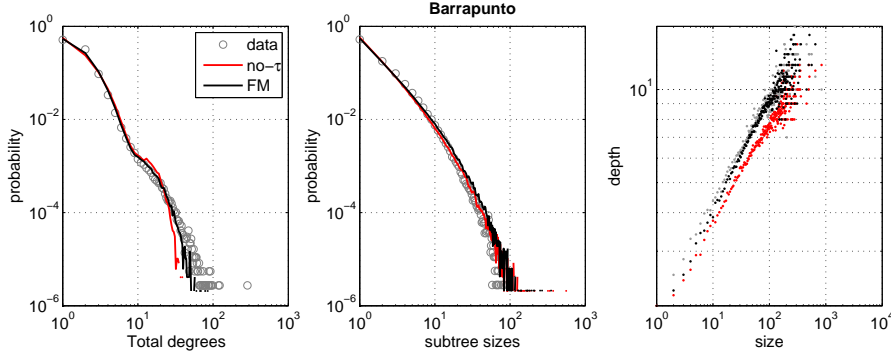 Barrapunto
10^0
10^−2
10^−4
10^−6
probability
data
no−τ
FM
10^0
10^1
10^2
10^3
Total degrees
10^0
10^−2
10^−4
10^−6
probability
10^0
10^1
10^2
10^3
subtree sizes
10^1
depth
10^0
10^1
10^2
10^3
10^4
size